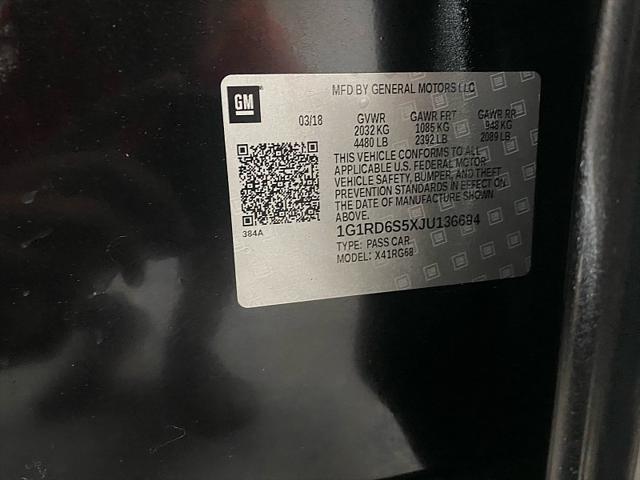 GM
MFD BY GENERAL MOTORS LLC
03/18
GVWR GAWR FRT GAWR RR
2032 KG 1085 KG 948 KG
4480 LB 2392 LB 2089 LB
THIS VEHICLE CONFORMS TO ALL
APPLICABLE U.S. FEDERAL MOTOR
VEHICLE SAFETY, BUMPER, AND THEFT
PREVENTION STANDARDS IN EFFECT ON
THE DATE OF MANUFACTURE SHOWN
ABOVE.
384A
1G1RD6S5XJU136694
TYPE: PASS CAR
MODEL: X41RG68